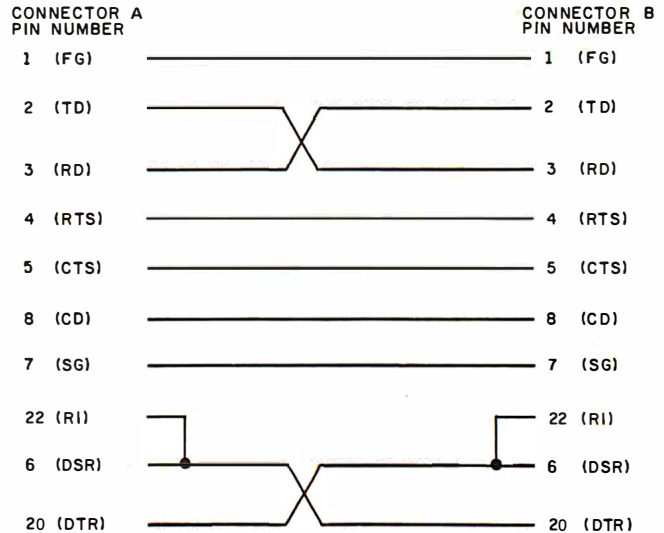 CONNECTOR A
PIN NUMBER
CONNECTOR B
PIN NUMBER
1 (FG)
1 (FG)
2 (TD)
2 (TD)
3 (RD)
3 (RD)
4 (RTS)
4 (RTS)
5 (CTS)
5 (CTS)
8 (CD)
8 (CD)
7 (SG)
7 (SG)
22 (RI)
22 (RI)
6 (DSR)
6 (DSR)
20 (DTR)
20 (DTR)